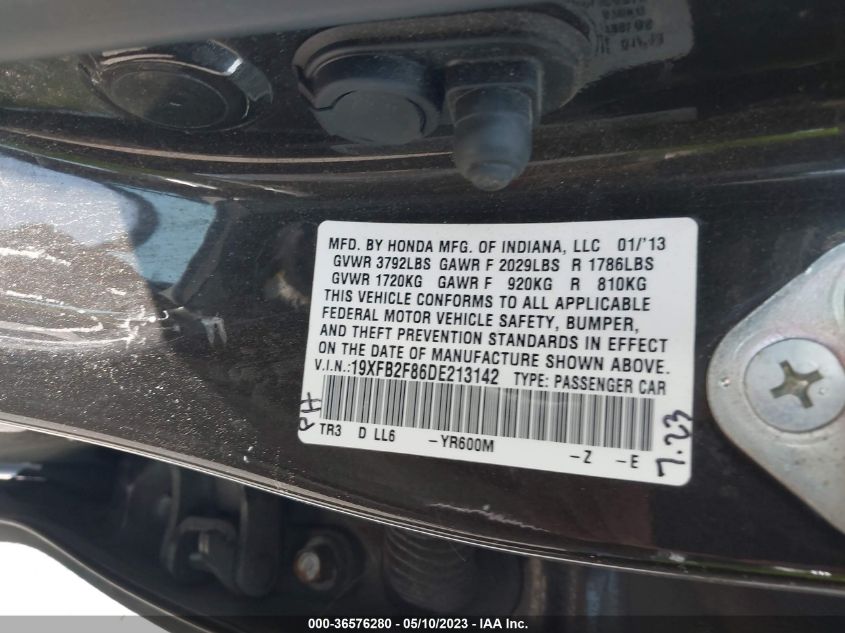 MFD. BY HONDA MFG. OF INDIANA, LLC 01/'13
GVWR 3792LBS GAWR F 2029LBS R 1786LBS
GVWR 1720KG GAWR F 920KG R 810KG
THIS VEHICLE CONFORMS TO ALL APPLICABLE
FEDERAL MOTOR VEHICLE SAFETY, BUMPER,
AND THEFT PREVENTION STANDARDS IN EFFECT
ON THE DATE OF MANUFACTURE SHOWN ABOVE.
V.I.N.:19XFB2F86DE213142 TYPE: PASSENGER CAR
PH
7.23
TR3 D LL6 -YR600M -Z -E
000-36576280 - 05/10/2023 - IAA Inc.